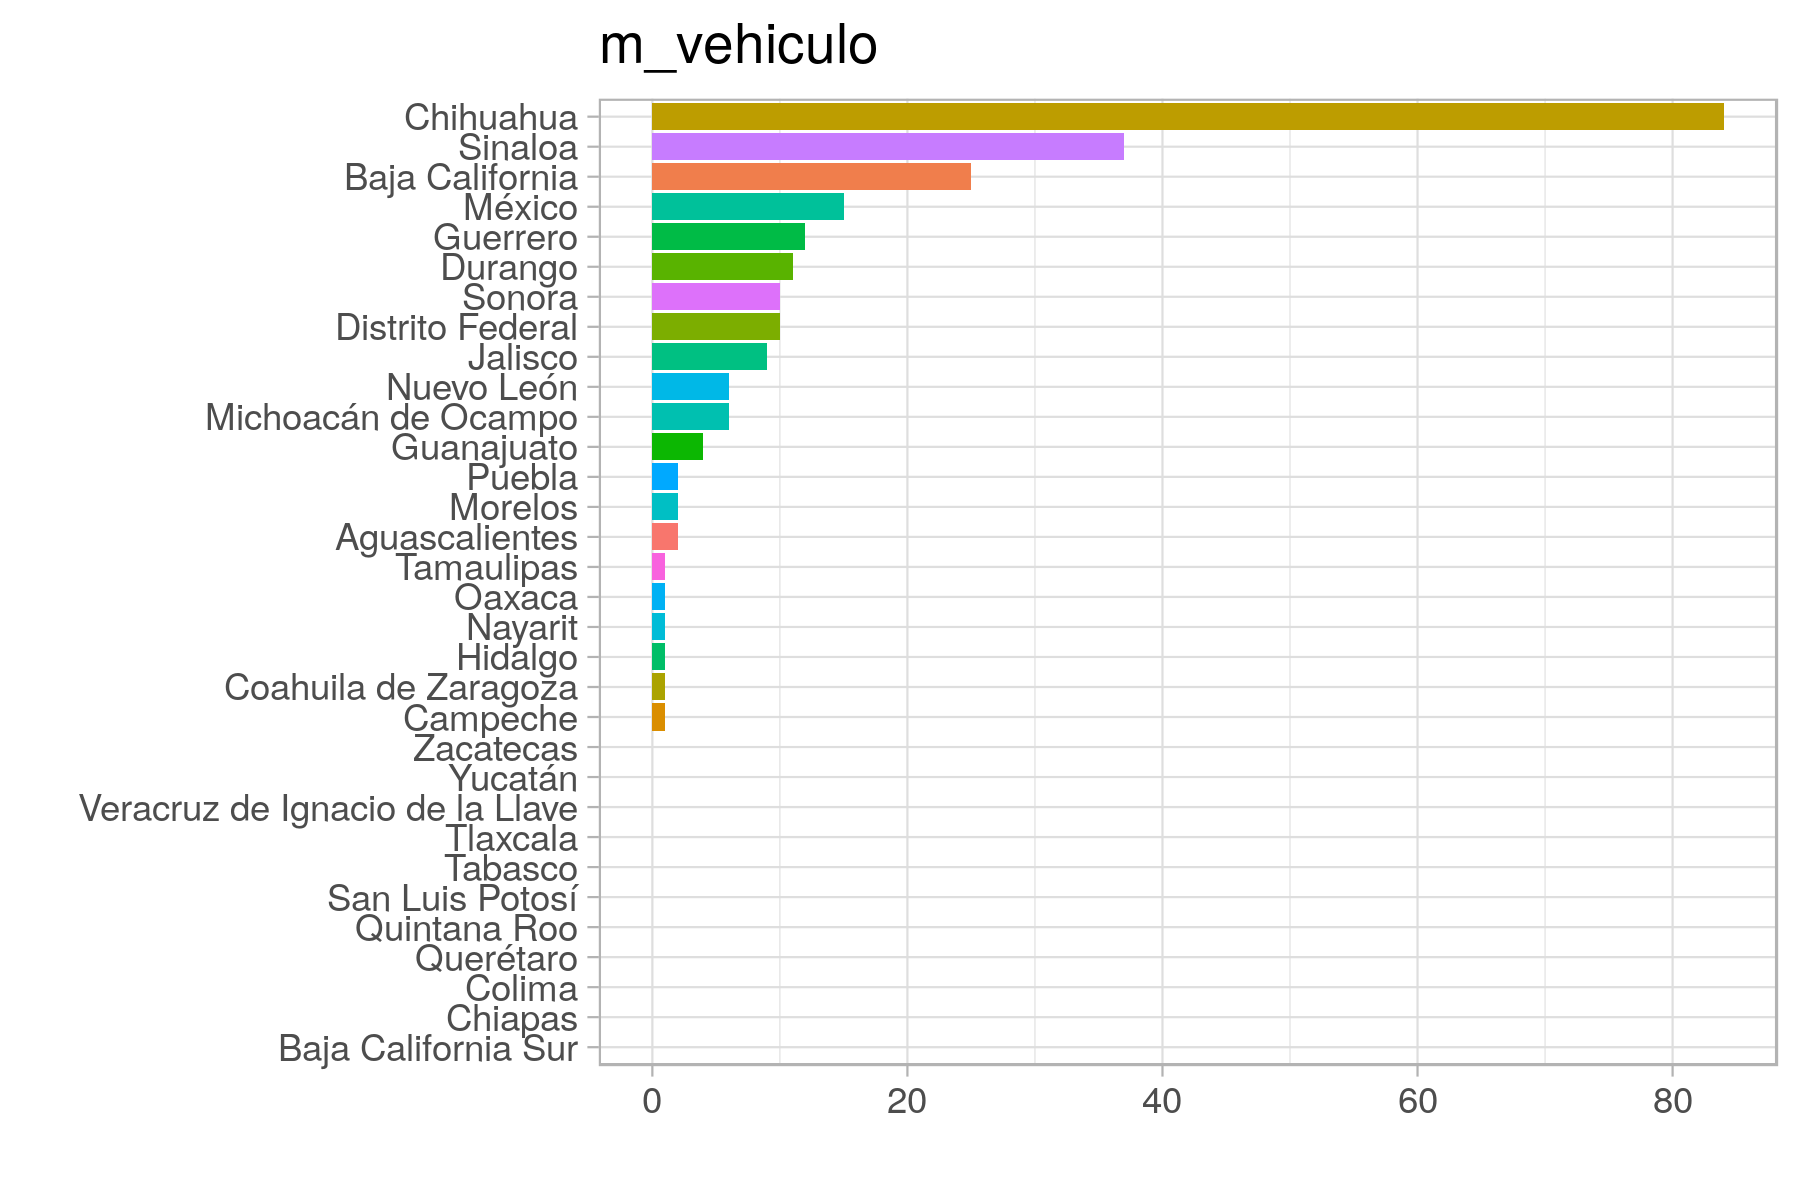 m_vehiculo
Chihuahua
Sinaloa
Baja California
México
Guerrero
Durango
Sonora
Distrito Federal
Jalisco
Nuevo León
Michoacán de Ocampo
Guanajuato
Puebla
Morelos
Aguascalientes
Tamaulipas
Oaxaca
Nayarit
Hidalgo
Coahuila de Zaragoza
Campeche
Zacatecas
Yucatán
Veracruz de Ignacio de la Llave
Tlaxcala
Tabasco
San Luis Potosí
Quintana Roo
Querétaro
Colima
Chiapas
Baja California Sur
0 20 40 60 80